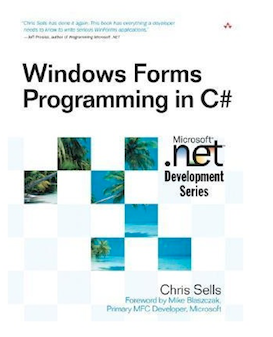 "Chris Sells has done it again. This book has everything a developer
needs to know to write serious WinForms applications."
— Jeff Prosise, author of Programming Microsoft .NET
Windows Forms
Programming in C#
Microsoft
.net
Development
Series
Chris Sells
Foreword by Mike Blaszczak,
Primary MFC Developer, Microsoft